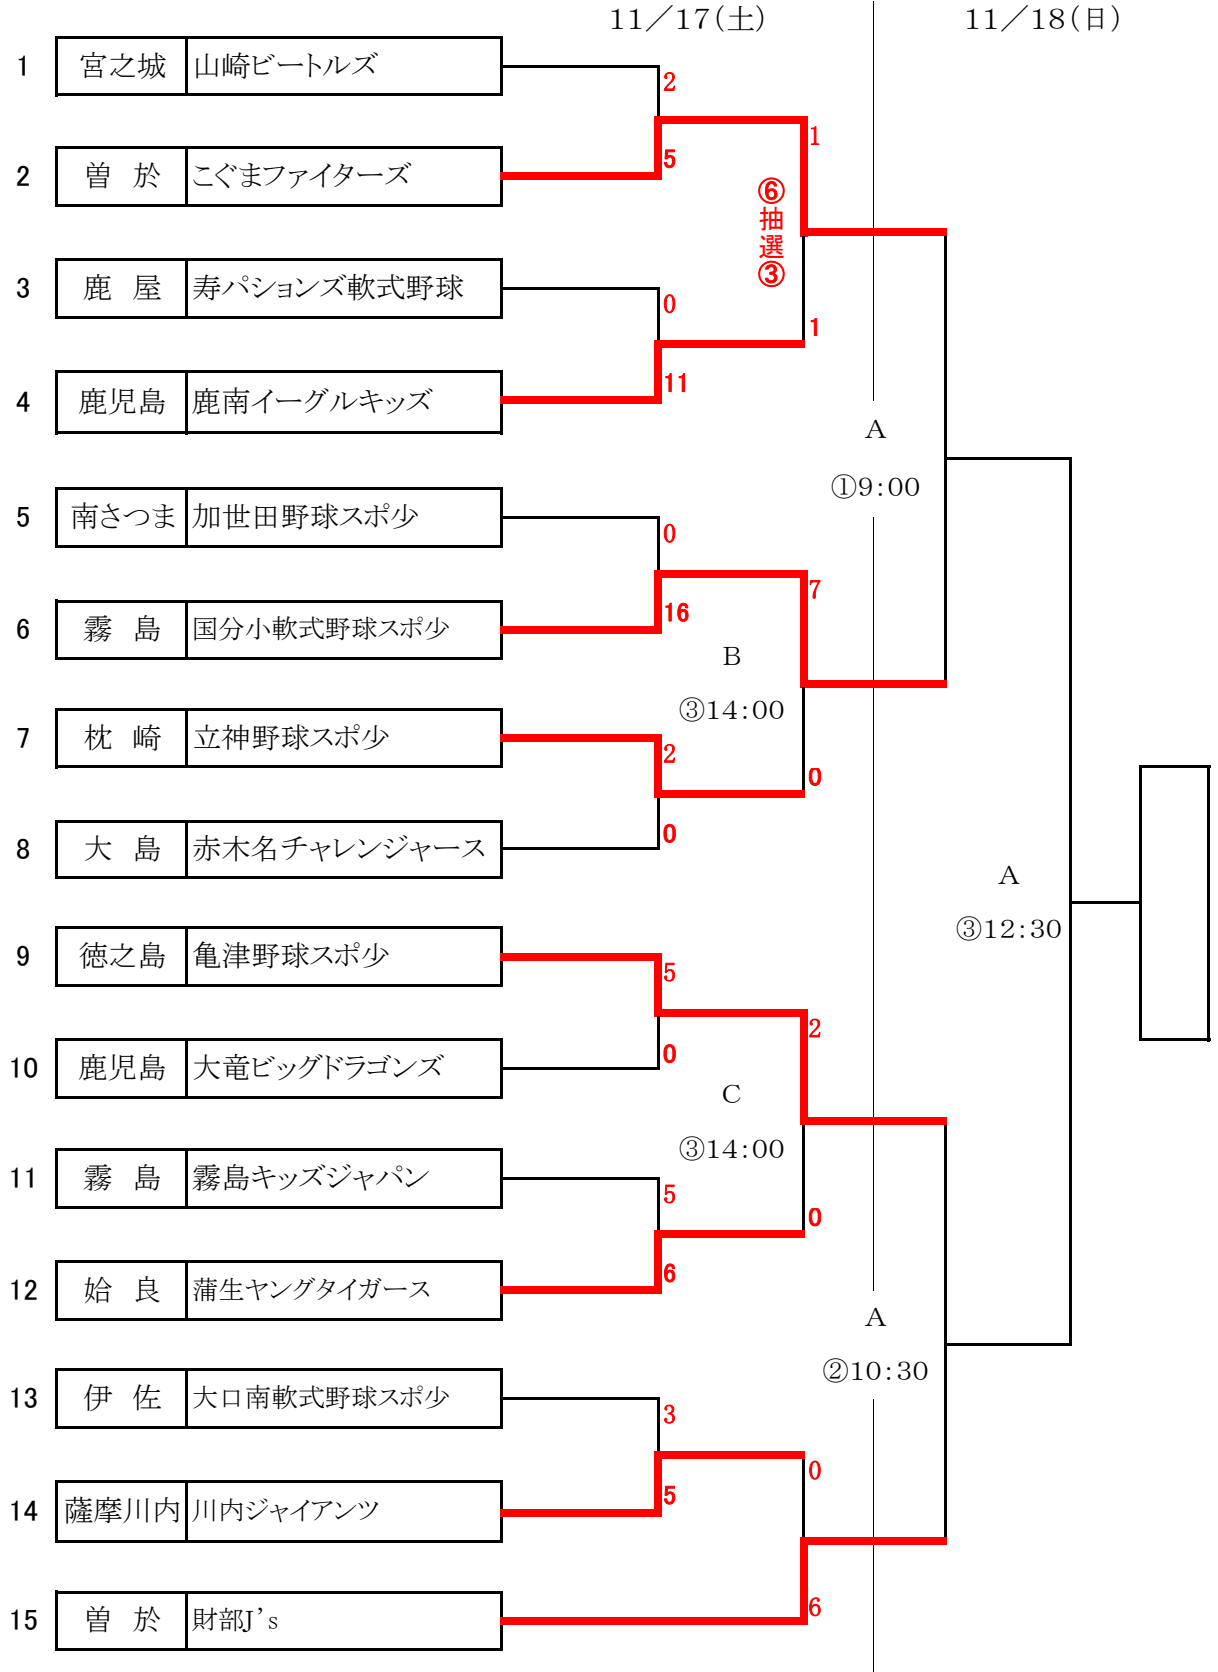 11／17(土)
11／18(日)
1 宮之城 山崎ビートルズ
2
5
1
2 曽 於 こぐまファイターズ
⑥抽選③
3 鹿 屋 寿パションズ軟式野球
0
11
1
4 鹿児島 鹿南イーグルキッズ
A
①9:00
5 南さつま 加世田野球スポ少
0
16
7
6 霧 島 国分小軟式野球スポ少
B
③14:00
7 枕 崎 立神野球スポ少
2
0
0
8 大 島 赤木名チャレンジャース
A
③12:30
9 徳之島 亀津野球スポ少
5
0
2
10 鹿児島 大竜ビッグドラゴンズ
C
③14:00
11 霧 島 霧島キッズジャパン
5
6
0
12 姶 良 蒲生ヤングタイガース
A
②10:30
13 伊 佐 大口南軟式野球スポ少
3
5
0
14 薩摩川内 川内ジャイアンツ
15 曽 於 財部J’s
6